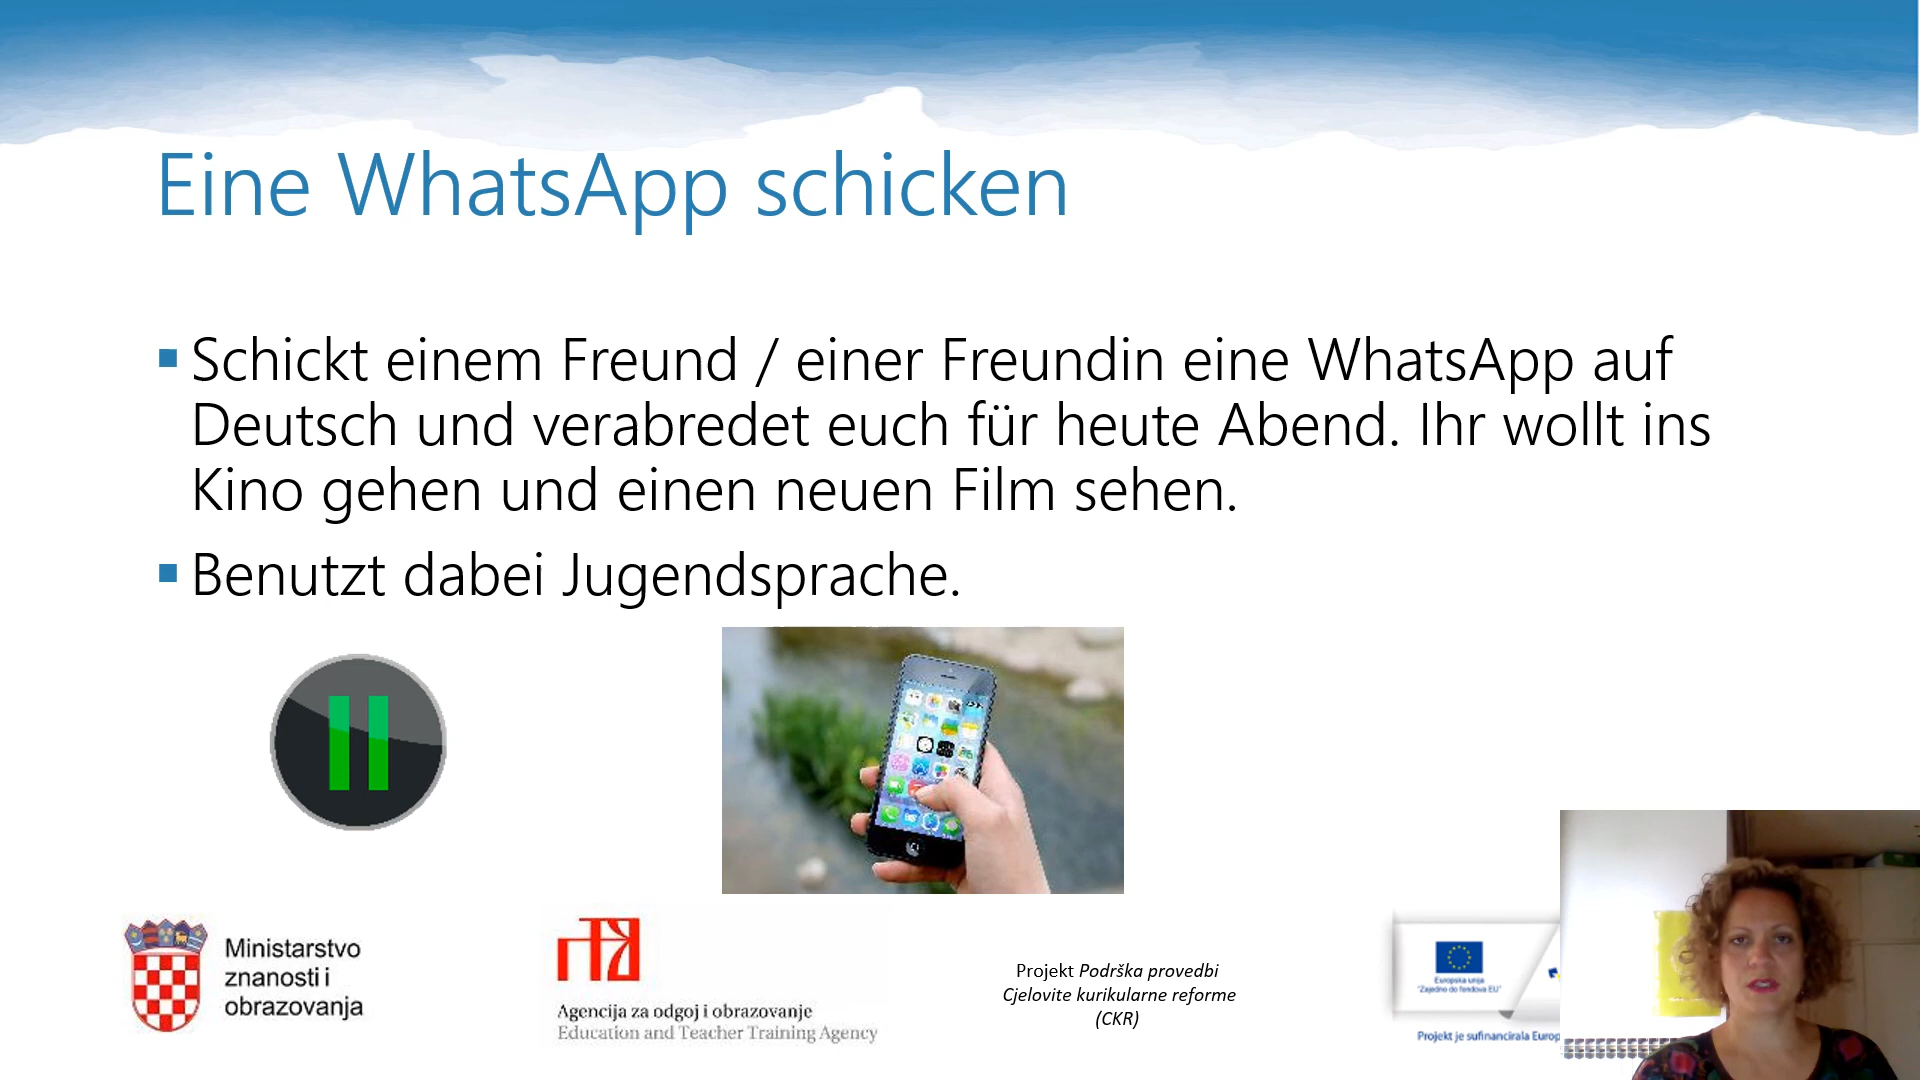 Eine WhatsApp schicken
Schickt einem Freund / einer Freundin eine WhatsApp auf
Deutsch und verabredet euch für heute Abend. Ihr wollt ins
Kino gehen und einen neuen Film sehen.
Benutzt dabei Jugendsprache.
Ministarstvo
znanosti i
obrazovanja
Agencija za odgoj i obrazovanje
Education and Teacher Training Agency
Projekt Podrška provedbi
Cjelovite kurikularne reforme
(CKR)
Europska unija
"Zajedno do fondova EU"
Projekt je sufinancirala Europ